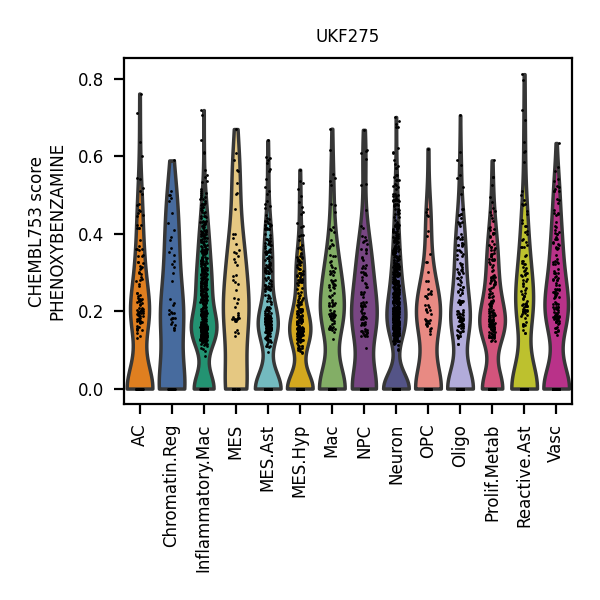 UKF275
CHEMBL753 score
PHENOXYBENZAMINE
0.8
0.6
0.4
0.2
0.0
AC
Chromatin.Reg
Inflammatory.Mac
MES
MES.Ast
MES.Hyp
Mac
NPC
Neuron
OPC
Oligo
Prolif.Metab
Reactive.Ast
Vasc